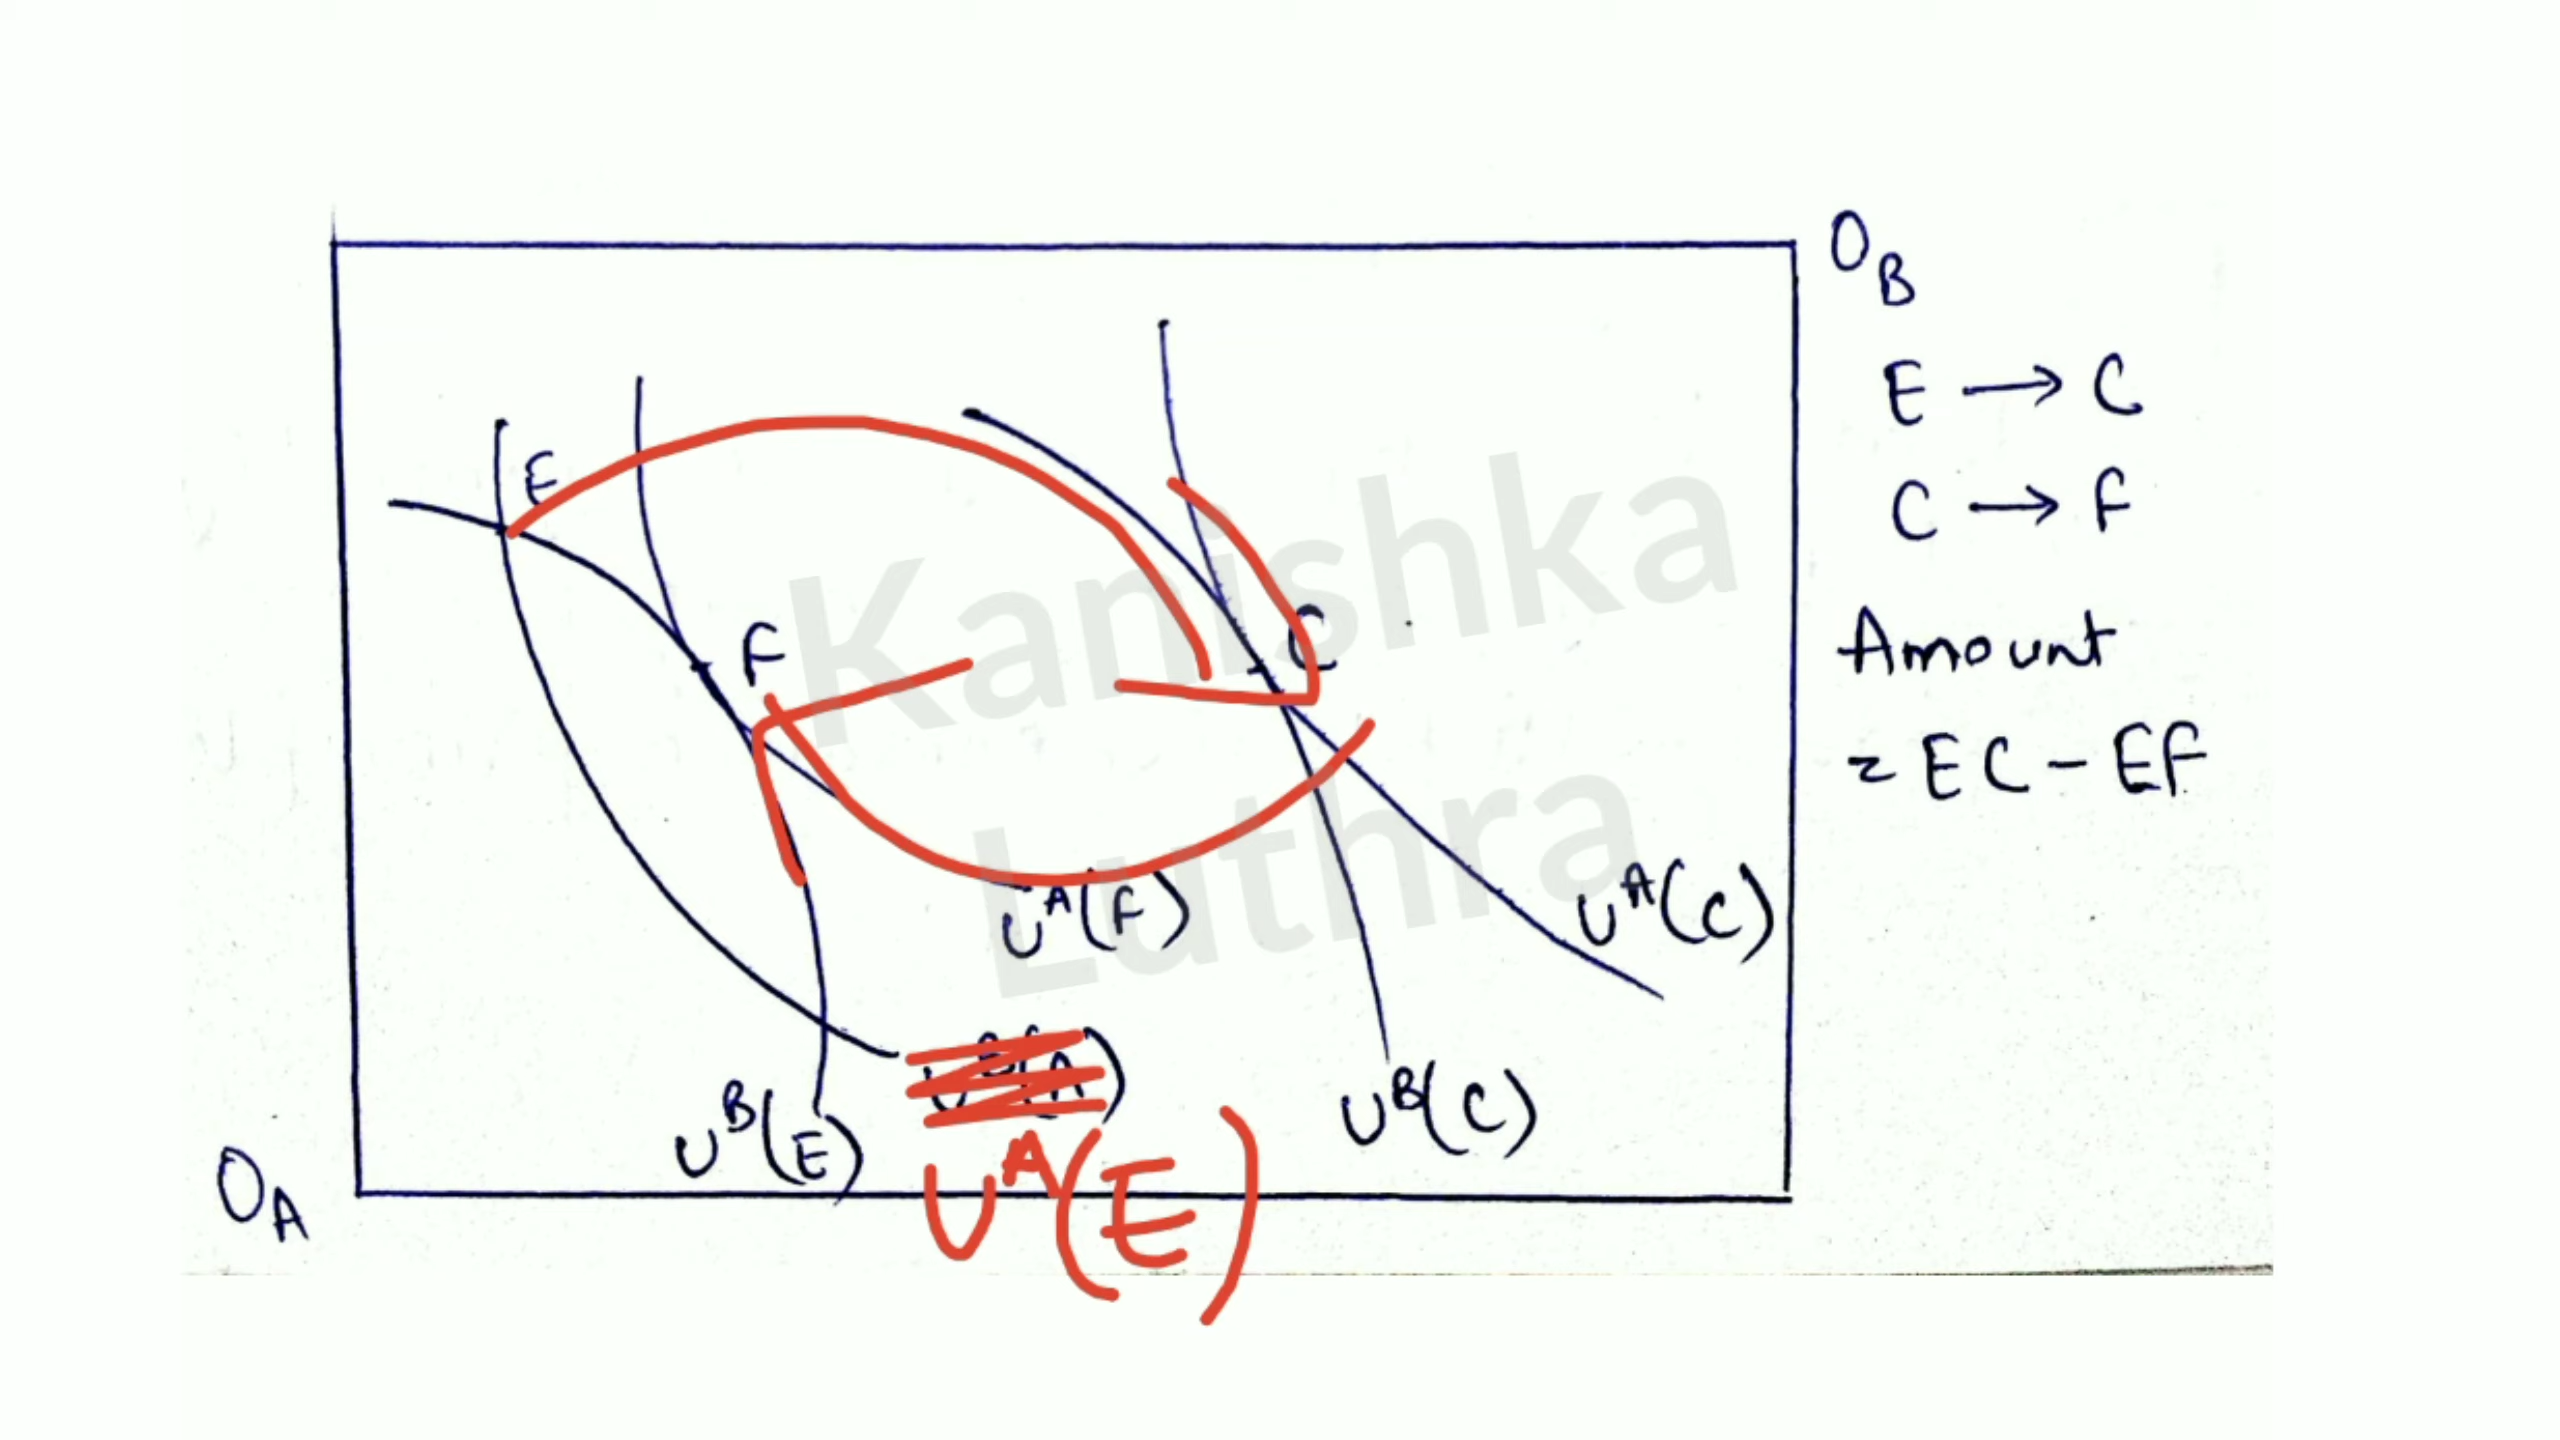 O_B
E → C
C → F
Amount
= EC - EF
E
F
C
U^A(F)
U^A(C)
U^B(E)
U^B(C)
U^A(E)
O_A
Kanishka
Luthra